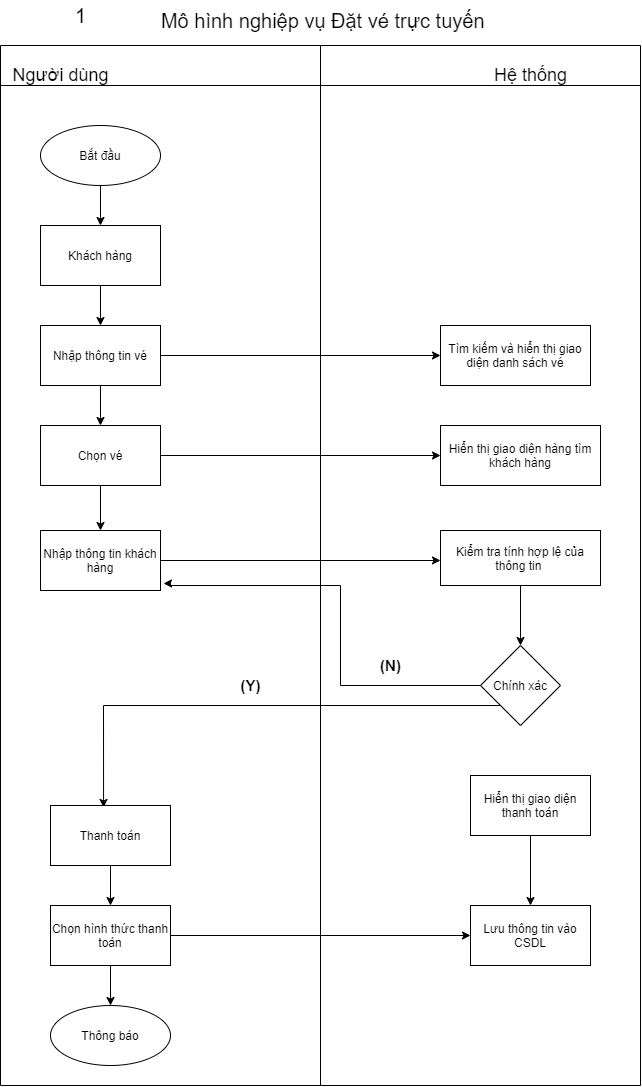 1
Mô hình nghiệp vụ Đặt vé trực tuyến
Người dùng
Hệ thống
Bắt đầu
Khách hàng
Nhập thông tin vé
Tìm kiếm và hiển thị giao
diện danh sách vé
Chọn vé
Hiển thị giao diện hàng tìm
khách hàng
Nhập thông tin khách
hàng
Kiểm tra tính hợp lệ của
thông tin
(N)
(Y)
Chính xác
Hiển thị giao diện
thanh toán
Thanh toán
Chọn hình thức thanh
toán
Lưu thông tin vào
CSDL
Thông báo